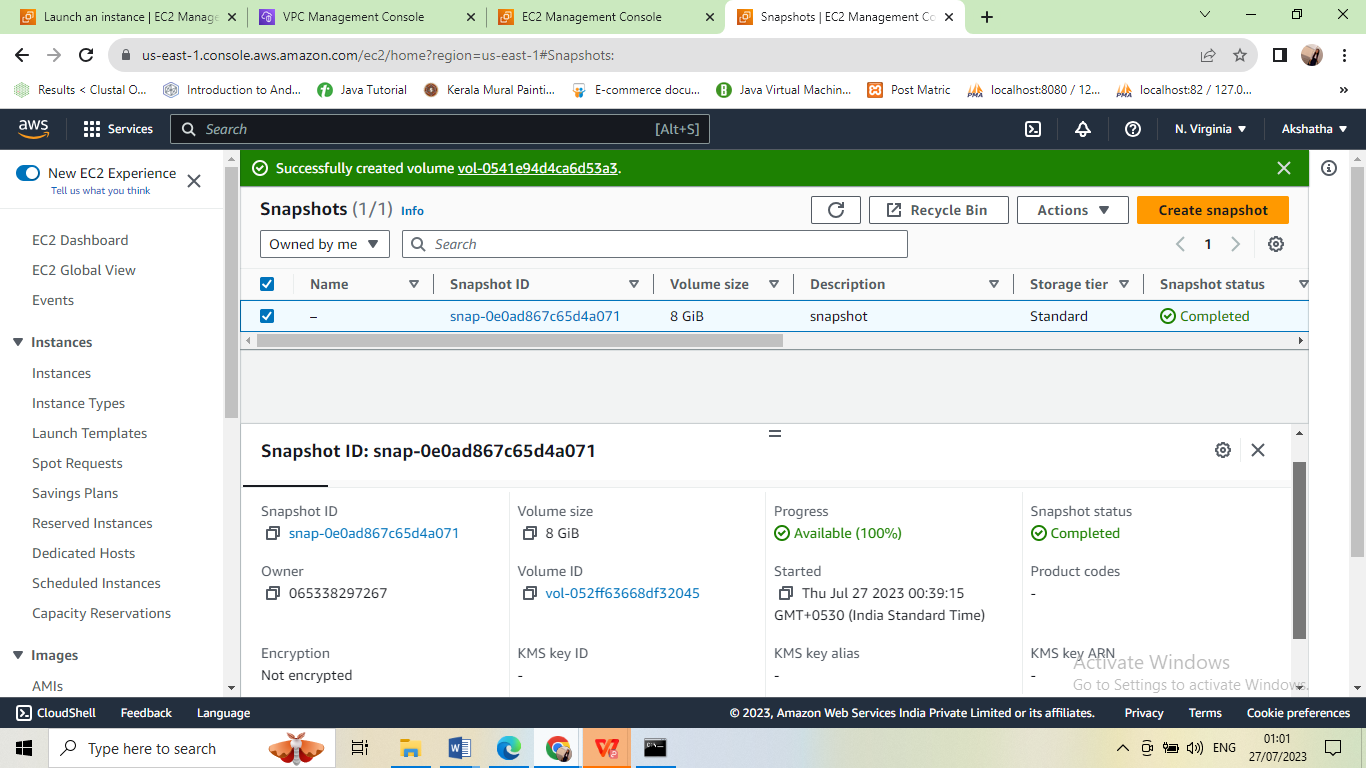 Launch an instance | EC2 Manage
VPC Management Console
EC2 Management Console
Snapshots | EC2 Management Co
us-east-1.console.aws.amazon.com/ec2/home?region=us-east-1#Snapshots:
Results < Clustal O...
Introduction to And...
Java Tutorial
Kerala Mural Painti...
E-commerce docu...
Java Virtual Machin...
Post Matric
localhost:8080 / 12...
localhost:82 / 127.0...
»
aws
Services
Search
[Alt+S]
N. Virginia
Akshatha
New EC2 Experience
Tell us what you think
EC2 Dashboard
EC2 Global View
Events
Instances
Instances
Instance Types
Launch Templates
Spot Requests
Savings Plans
Reserved Instances
Dedicated Hosts
Scheduled Instances
Capacity Reservations
Images
AMIs
Successfully created volume vol-0541e94d4ca6d53a3.
Snapshots (1/1) Info
Recycle Bin
Actions
Create snapshot
Owned by me
Search
1
Name
Snapshot ID
Volume size
Description
Storage tier
Snapshot status
–
snap-0e0ad867c65d4a071
8 GiB
snapshot
Standard
Completed
Snapshot ID: snap-0e0ad867c65d4a071
Snapshot ID
snap-0e0ad867c65d4a071
Volume size
8 GiB
Progress
Available (100%)
Snapshot status
Completed
Owner
065338297267
Volume ID
vol-052ff63668df32045
Started
Thu Jul 27 2023 00:39:15
GMT+0530 (India Standard Time)
Product codes
-
Encryption
Not encrypted
KMS key ID
-
KMS key alias
-
KMS key ARN
-
Activate Windows
Go to Settings to activate Windows.
CloudShell
Feedback
Language
© 2023, Amazon Web Services India Private Limited or its affiliates.
Privacy
Terms
Cookie preferences
Type here to search
ENG
01:01
27/07/2023